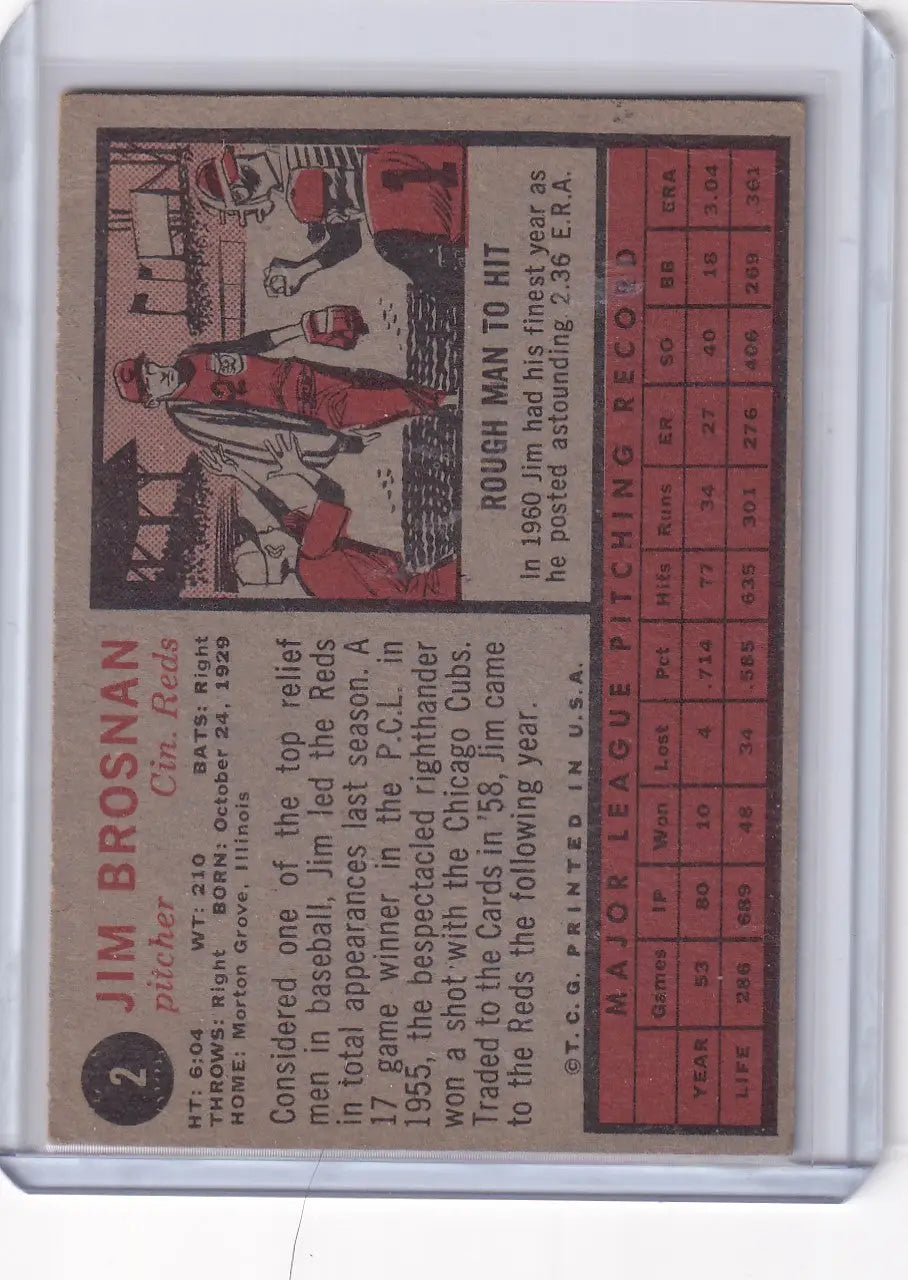 2
JIM BROSNAN
pitcher Cin. Reds
HT: 6:04 WT: 210 BATS: Right
THROWS: Right BORN: October 24, 1929
HOME: Morton Grove, Illinois
Considered one of the top relief
men in baseball, Jim led the Reds
in total appearances last season. A
17 game winner in the P.C.L. in
1955, the bespectacled righthander
won a shot with the Chicago Cubs.
Traded to the Cards in '58, Jim came
to the Reds the following year.
©T.C.G. PRINTED IN U.S.A.
2
1
ROUGH MAN TO HIT
In 1960 Jim had his finest year as
he posted astounding 2.36 E.R.A.
MAJOR LEAGUE PITCHING RECORD
Games IP Won Lost Pct Hits Runs ER SO BB ERA
YEAR 53 80 10 4 .714 77 34 27 40 18 3.04
LIFE 286 689 48 34 .585 635 301 276 406 269 361